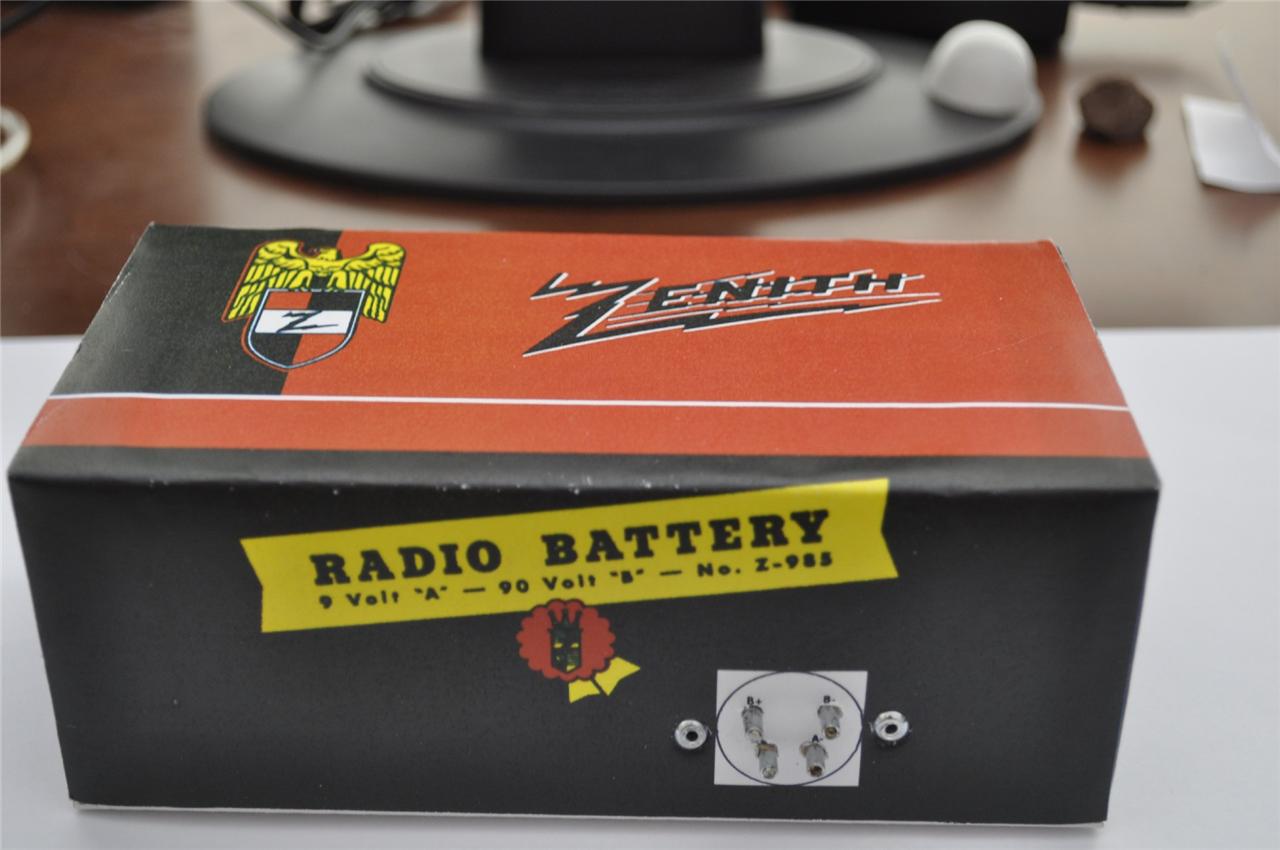 Z
ZENITH
RADIO BATTERY
9 Volt "A" — 90 Volt "B" — No. Z-985
B+ B-
A-